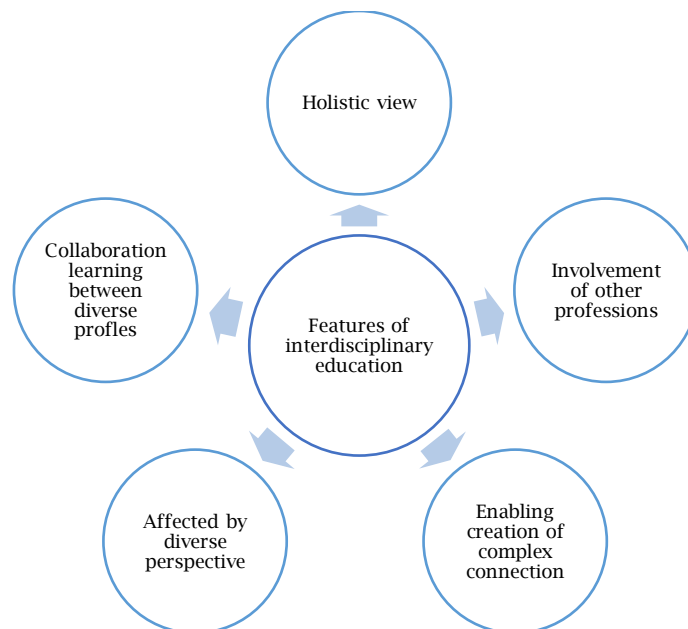 Holistic view
Collaboration
learning
between
diverse
profles
Involvement
of other
professions
Features of
interdisciplinary
education
Affected by
diverse
perspective
Enabling
creation of
complex
connection